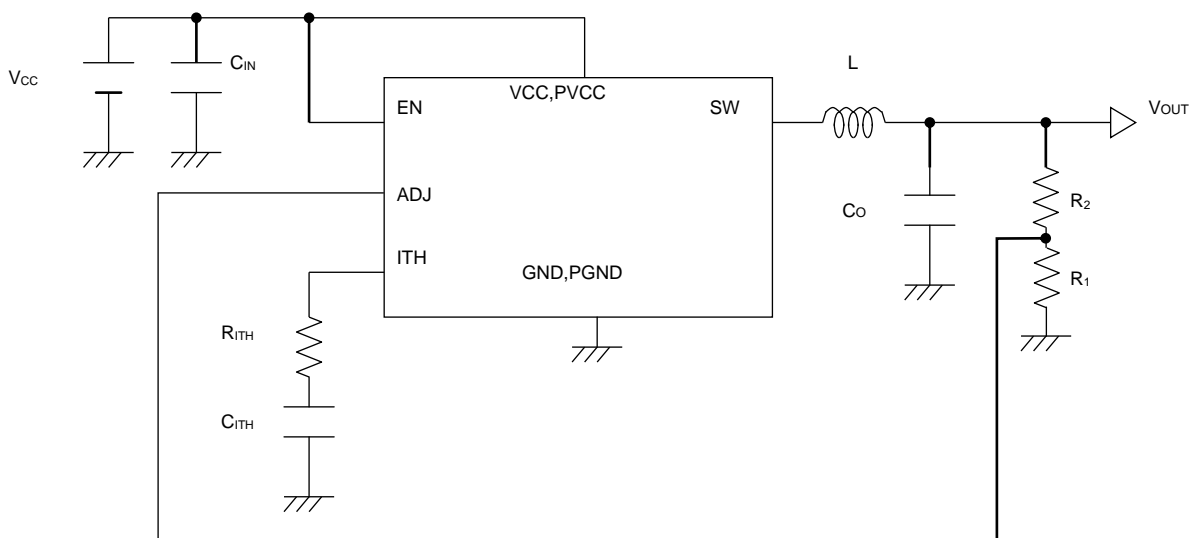 VCC
CIN
EN
VCC,PVCC
SW
L
VOUT
ADJ
CO
R2
ITH
GND,PGND
R1
RITH
CITH